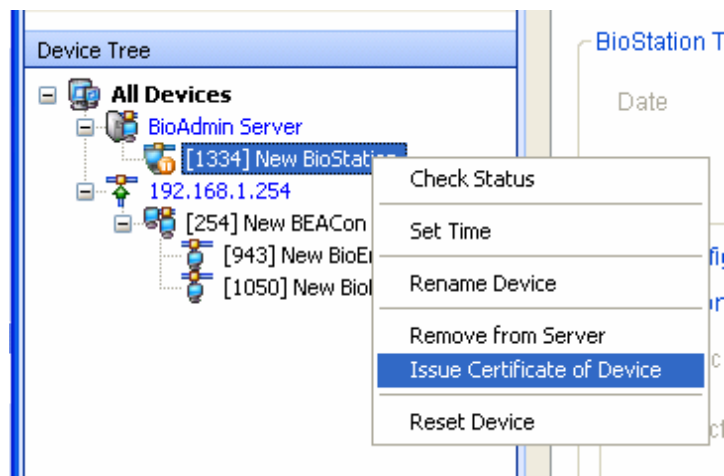 Device Tree
BioStation T
All Devices
Date
BioAdmin Server
[1334] New BioStation
Check Status
192.168.1.254
[254] New BEACon
Set Time
[943] New BioE
[1050] New Bio
Rename Device
Remove from Server
Issue Certificate of Device
Reset Device